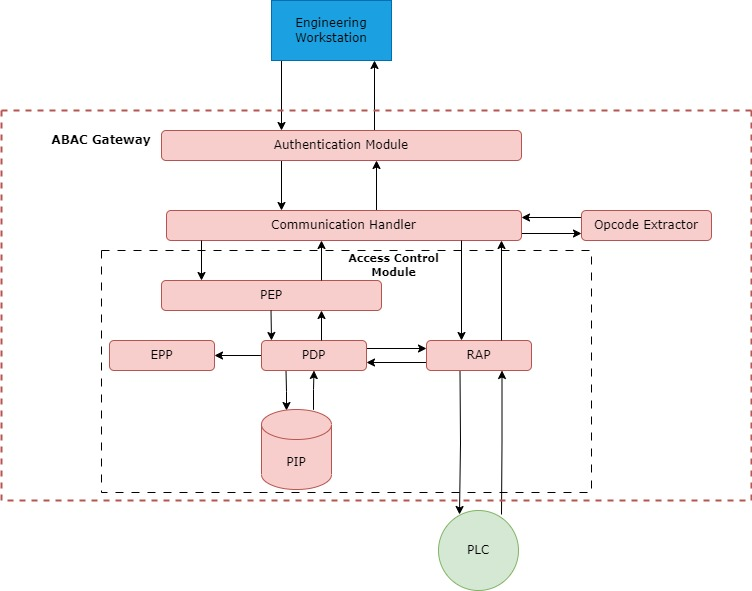 Engineering
Workstation
ABAC Gateway
Authentication Module
Communication Handler
Opcode Extractor
Access Control
Module
PEP
EPP
PDP
RAP
PIP
PLC